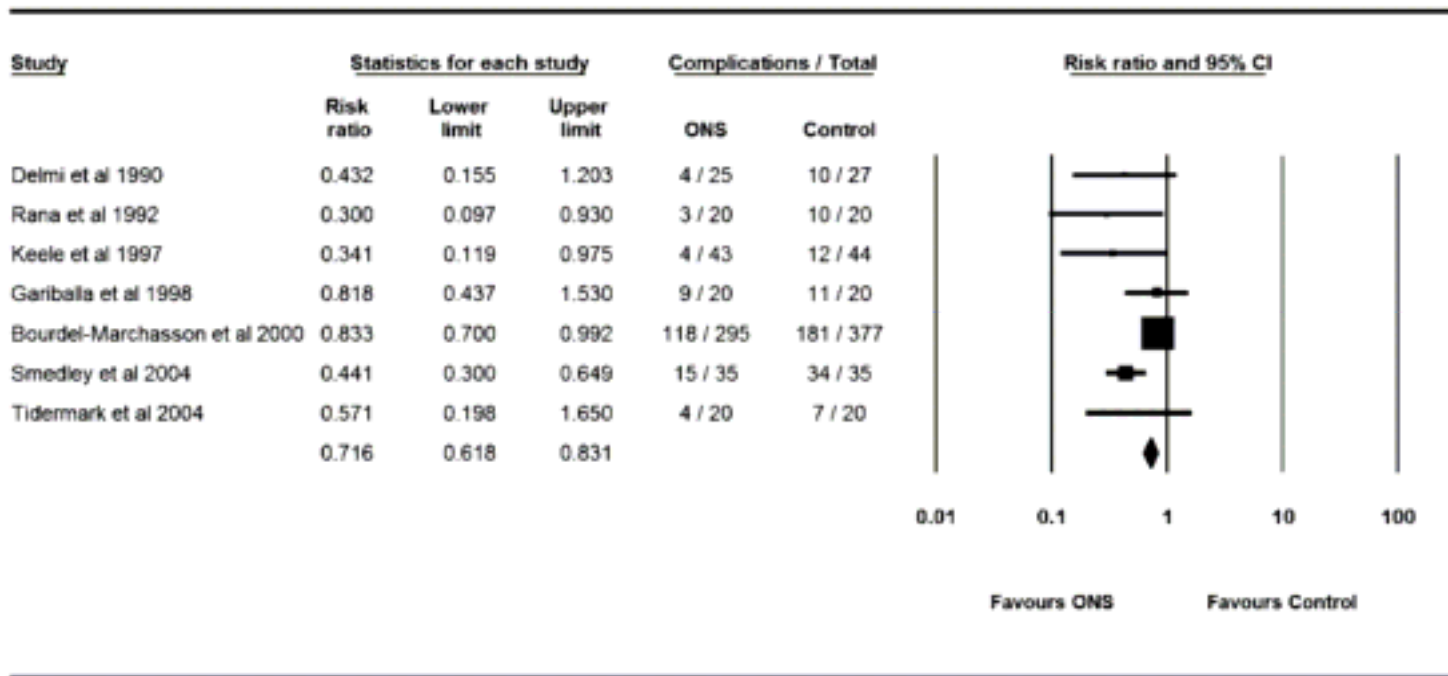 Study Statistics for each study Complications / Total Risk ratio and 95% CI
Risk ratio Lower limit Upper limit ONS Control
Delmi et al 1990 0.432 0.155 1.203 4 / 25 10 / 27
Rana et al 1992 0.300 0.097 0.930 3 / 20 10 / 20
Keele et al 1997 0.341 0.119 0.975 4 / 43 12 / 44
Gariballa et al 1998 0.818 0.437 1.530 9 / 20 11 / 20
Bourdel-Marchasson et al 2000 0.833 0.700 0.992 118 / 295 181 / 377
Smedley et al 2004 0.441 0.300 0.649 15 / 35 34 / 35
Tidermark et al 2004 0.571 0.198 1.650 4 / 20 7 / 20
0.716 0.618 0.831
0.01 0.1 1 10 100
Favours ONS Favours Control